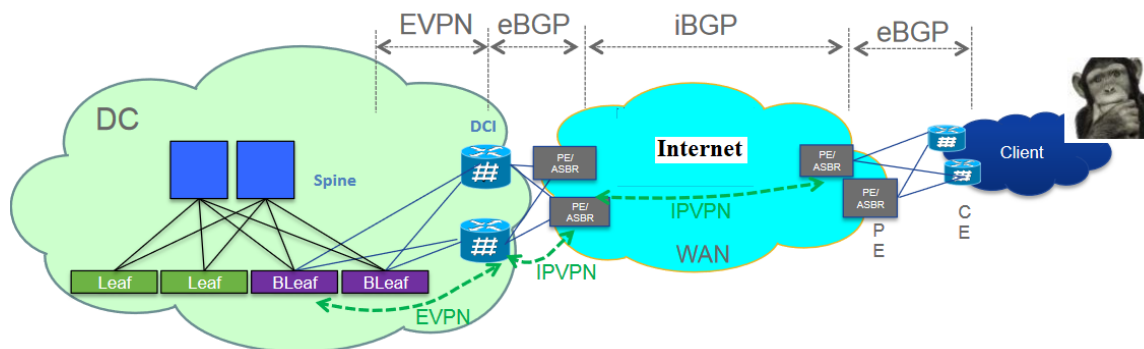 EVPN
eBGP
iBGP
eBGP
DC
DCI
Spine
PE/
ASBR
PE/
ASBR
Internet
PE/
ASBR
PE/
ASBR
Client
IPVPN
WAN
P
E
C
E
Leaf
Leaf
BLeaf
BLeaf
IPVPN
EVPN